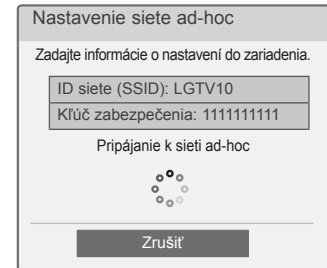 Nastavenie siete ad-hoc
Zadajte informácie o nastavení do zariadenia.
ID siete (SSID): LGTV10
Kľúč zabezpečenia: 1111111111
Pripájanie k sieti ad-hoc
Zrušiť